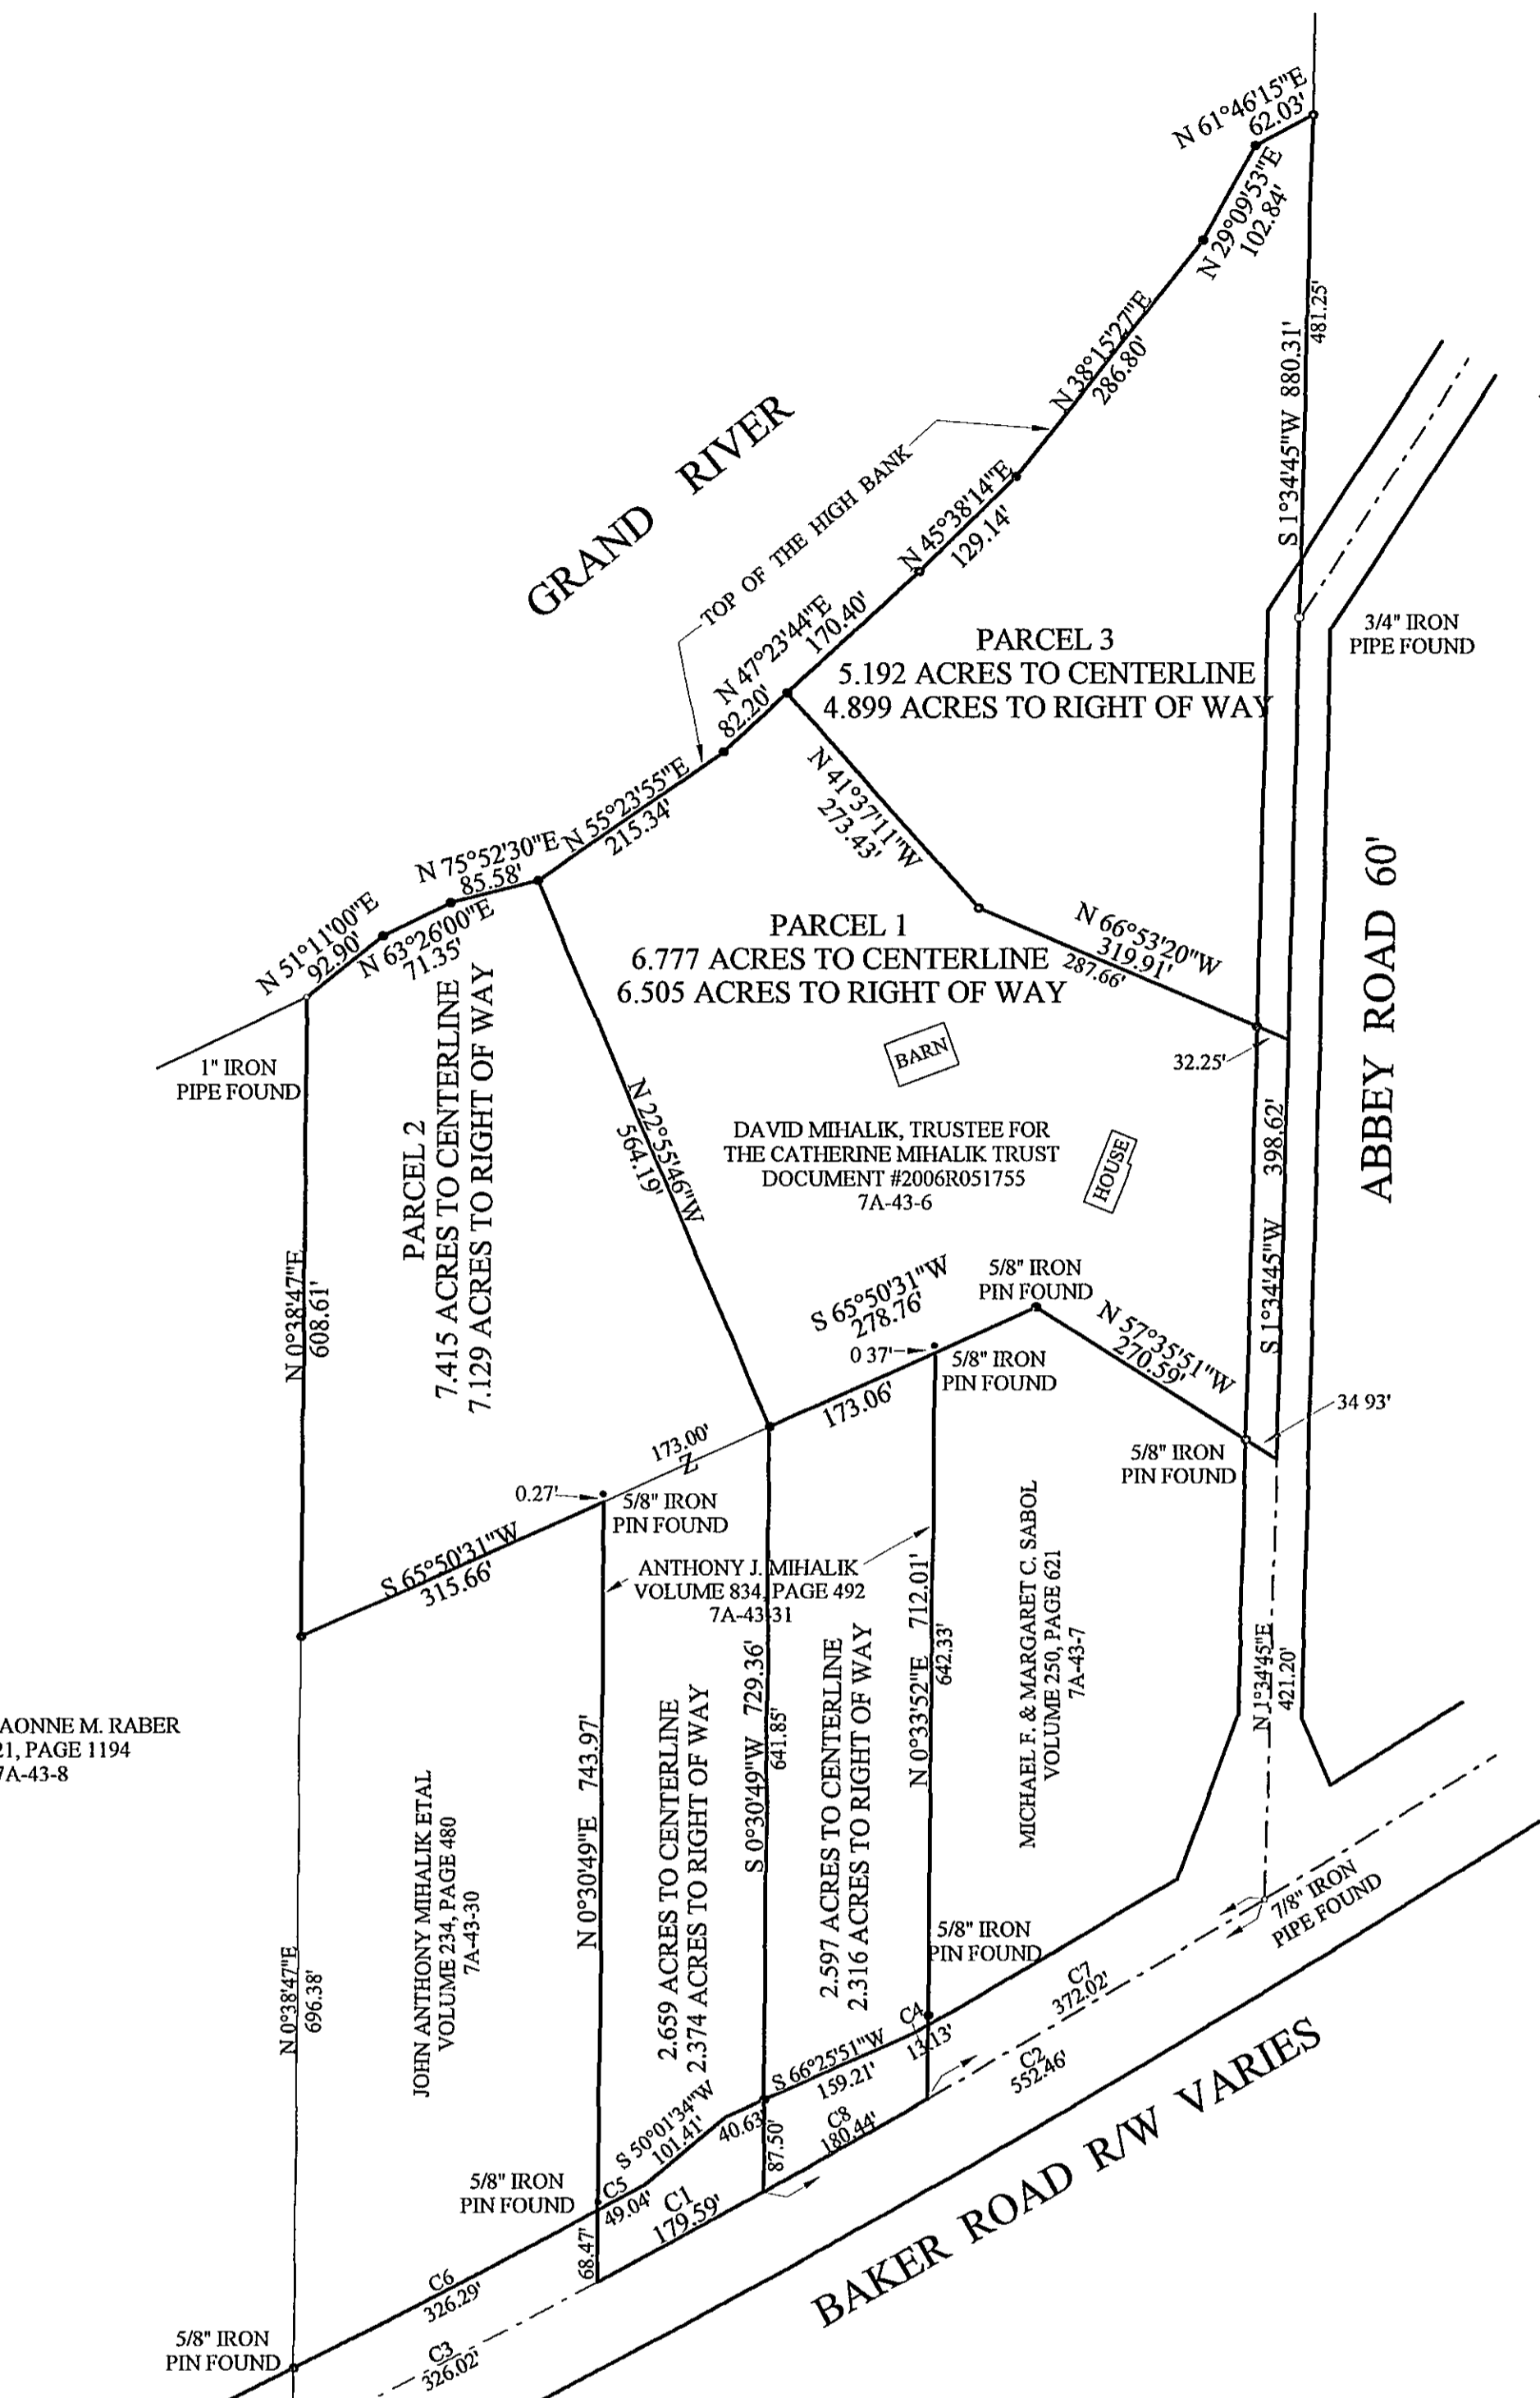 N 61°46'15"E
62.03'
N 29°09'53"E
102.84'
481.25'
S 1°34'45"W 880.31'
N 38°15'27"E
286.80'
GRAND RIVER
TOP OF THE HIGH BANK
N 45°38'14"E
129.14'
N 47°23'44"E
170.40'
82.20'
3/4" IRON
PIPE FOUND
PARCEL 3
5.192 ACRES TO CENTERLINE
4.899 ACRES TO RIGHT OF WAY
N 55°23'55"E
215.34'
N 41°37'11"W
273.43'
N 75°52'30"E
85.58'
N 63°26'00"E
71.35'
N 51°11'00"E
92.90'
1" IRON
PIPE FOUND
PARCEL 1
6.777 ACRES TO CENTERLINE
6.505 ACRES TO RIGHT OF WAY
N 66°53'20"W
319.91'
287.66'
32.25'
ABBEY ROAD 60'
BARN
HOUSE
DAVID MIHALIK, TRUSTEE FOR
THE CATHERINE MIHALIK TRUST
DOCUMENT #2006R051755
7A-43-6
PARCEL 2
7.415 ACRES TO CENTERLINE
7.129 ACRES TO RIGHT OF WAY
N 22°55'46"W
564.19'
N 0°38'47"E
608.61'
S 1°34'45"W 398.62'
S 65°50'31"W
278.76'
5/8" IRON
PIN FOUND
0 37'
5/8" IRON
PIN FOUND
173.06'
N 57°35'51"W
270.59'
34 93'
5/8" IRON
PIN FOUND
173.00'
Z
0.27'
5/8" IRON
PIN FOUND
S 65°50'31"W
315.66'
ANTHONY J. MIHALIK
VOLUME 834, PAGE 492
7A-43-31
N 0°33'52"E 712.01'
642.33'
MICHAEL F. & MARGARET C. SABOL
VOLUME 250, PAGE 621
7A-43-7
N 1°34'45"E
421.20'
AONNE M. RABER
21, PAGE 1194
7A-43-8
JOHN ANTHONY MIHALIK ETAL
VOLUME 234, PAGE 480
7A-43-30
N 0°30'49"E 743.97'
2.659 ACRES TO CENTERLINE
2.374 ACRES TO RIGHT OF WAY
S 0°30'49"W 729.36'
641.85'
2.597 ACRES TO CENTERLINE
2.316 ACRES TO RIGHT OF WAY
N 0°38'47"E
696.38'
5/8" IRON
PIN FOUND
7/8" IRON
PIPE FOUND
C7
372.02'
C4
13.13'
C2
552.46'
S 66°25'51"W
159.21'
C8
180.44'
40.63'
87.50'
S 50°01'34"W
101.41'
5/8" IRON
PIN FOUND
C5
49.04'
C1
179.59'
68.47'
BAKER ROAD R/W VARIES
C6
326.29'
5/8" IRON
PIN FOUND
C3
326.02'